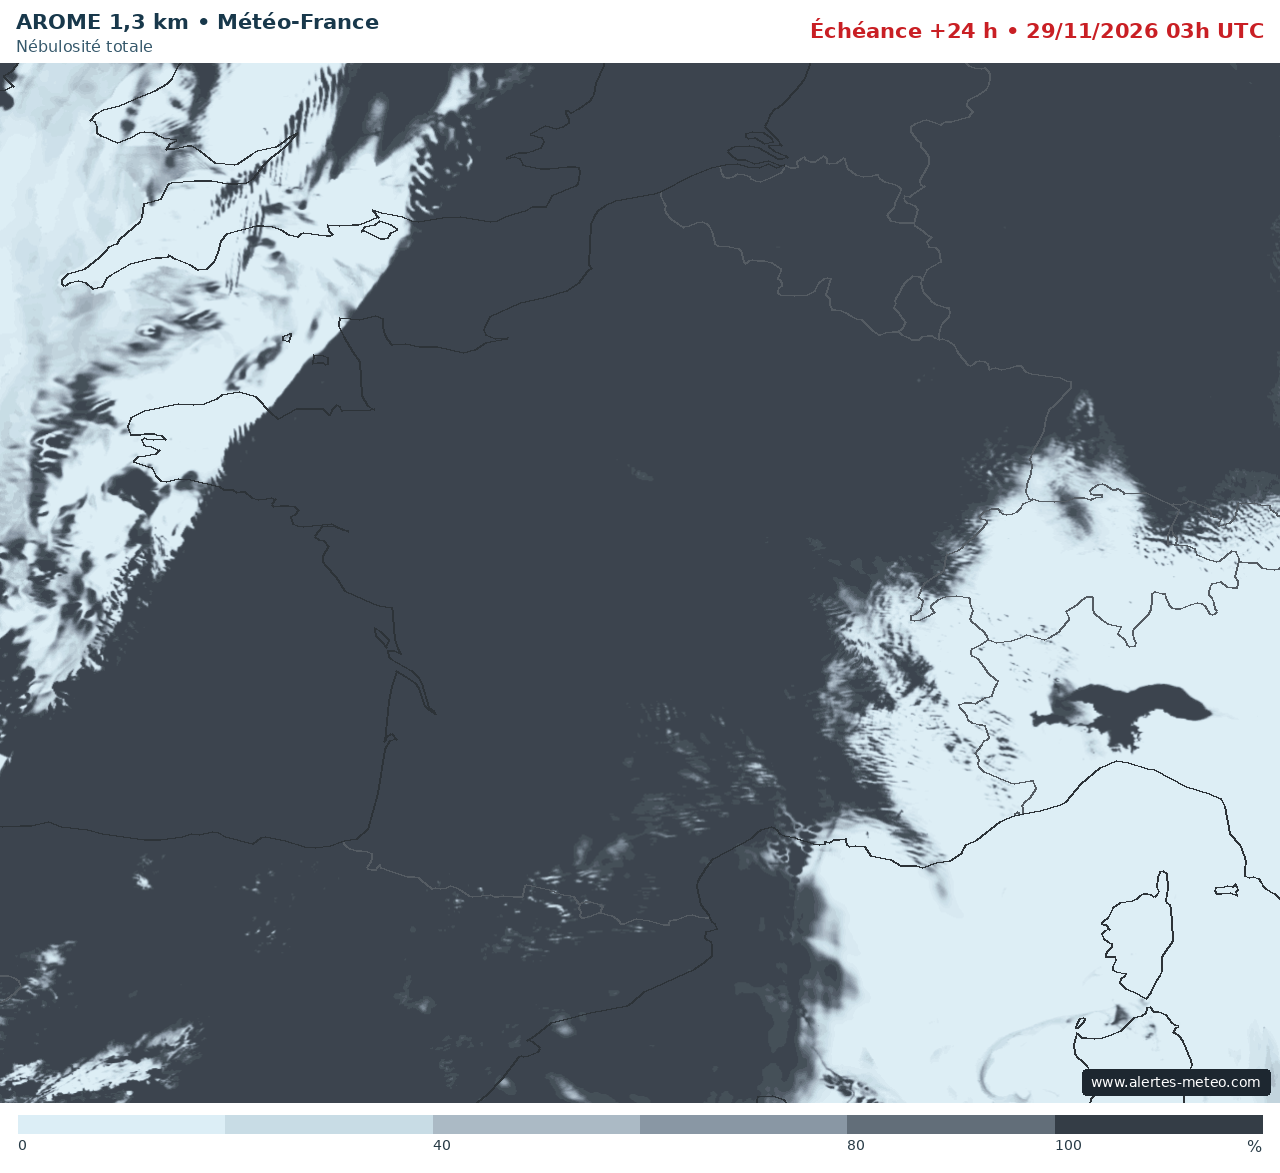 AROME 1,3 km • Météo-France
Nébulosité totale
Échéance +24 h • 29/11/2026 03h UTC
www.alertes-meteo.com
0 40 80 100 %